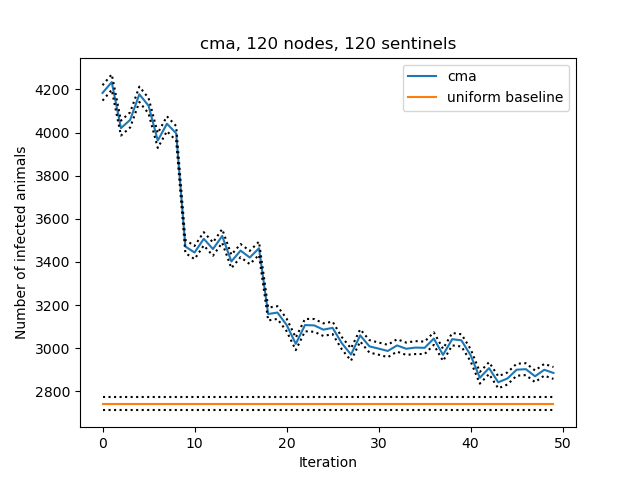 cma, 120 nodes, 120 sentinels
cma
uniform baseline
Number of infected animals
4200
4000
3800
3600
3400
3200
3000
2800
0 10 20 30 40 50
Iteration